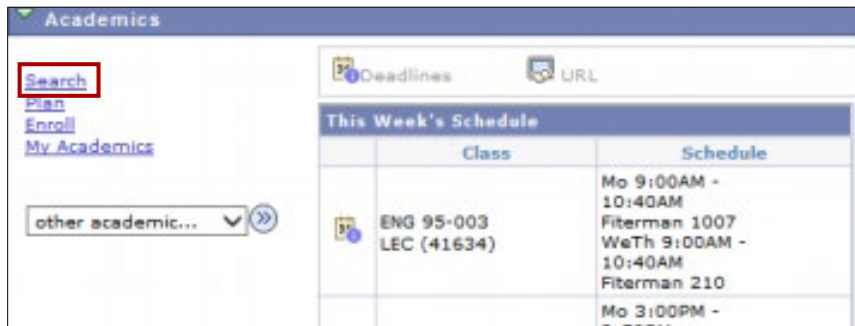 Academics
Search
Plan
Enroll
My Academics
other academic...
Deadlines
URL
This Week's Schedule
Class
Schedule
ENG 95-003
LEC (41634)
Mo 9:00AM -
10:40AM
Fiterman 1007
WeTh 9:00AM -
10:40AM
Fiterman 210
Mo 3:00PM -